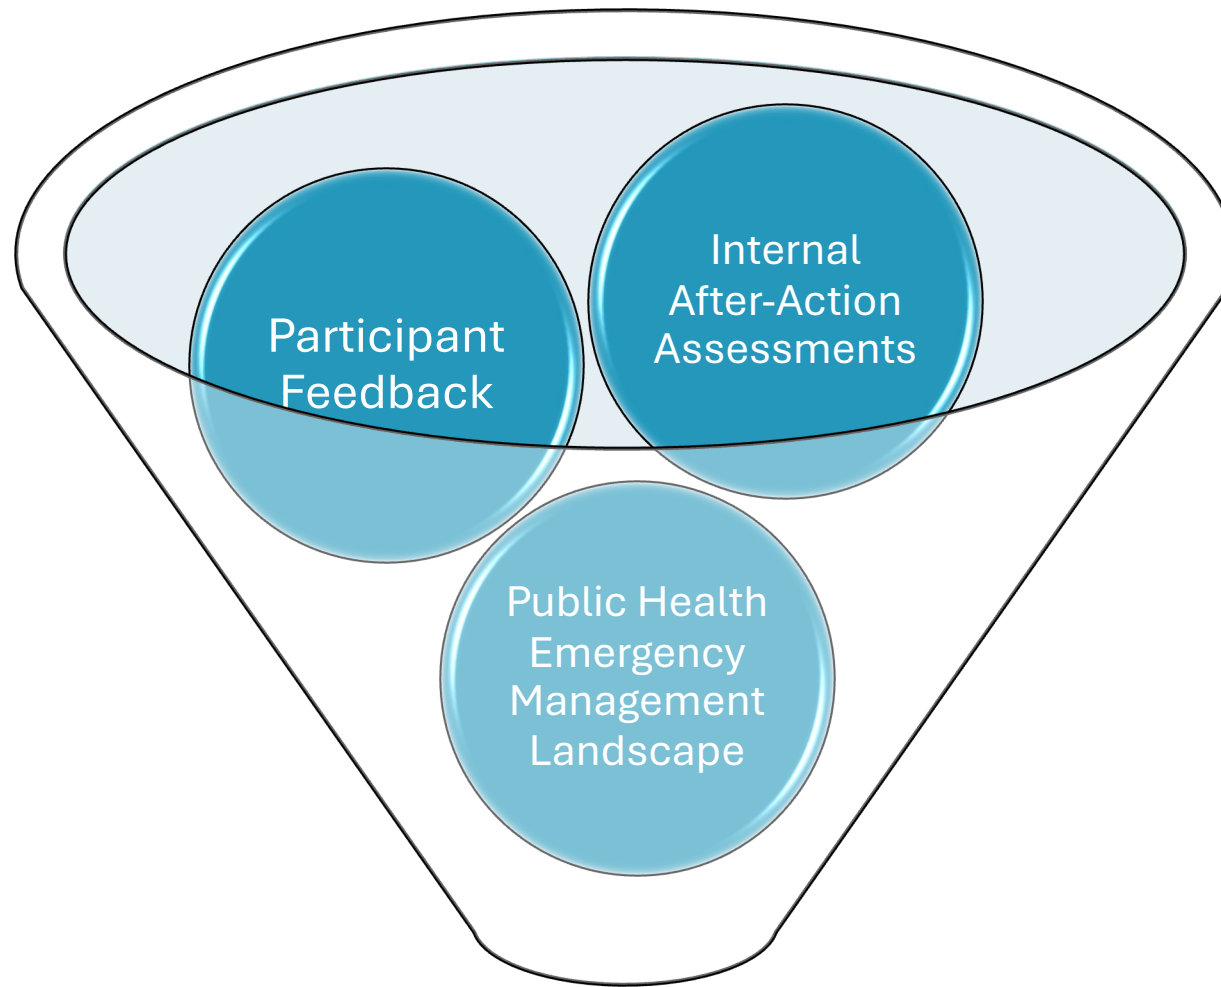 Participant
Feedback
Internal
After-Action
Assessments
Public Health
Emergency
Management
Landscape